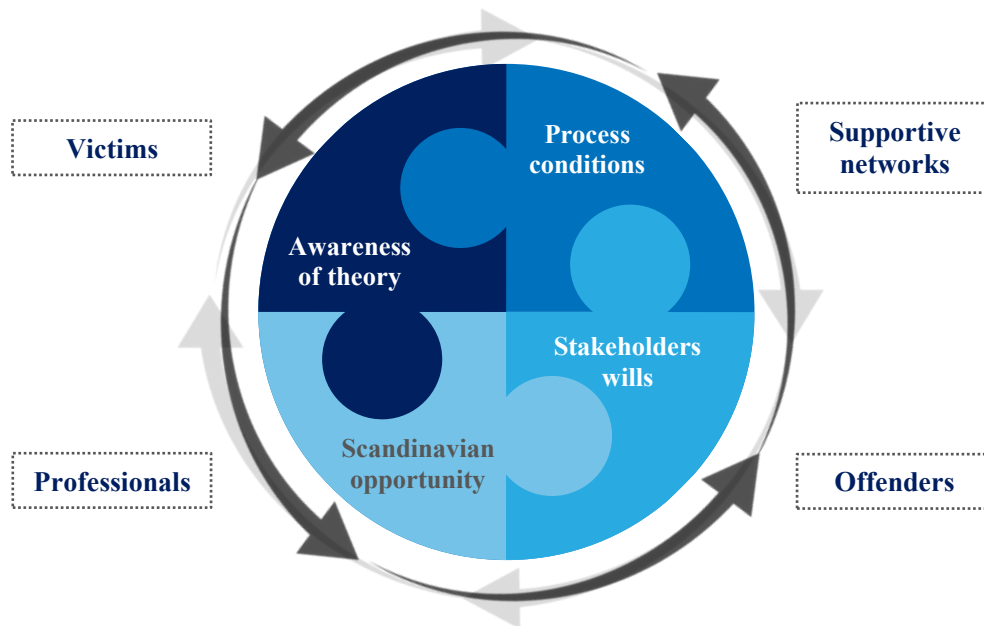 Victims
Process
conditions
Supportive
networks
Awareness
of theory
Stakeholders
wills
Scandinavian
opportunity
Professionals
Offenders